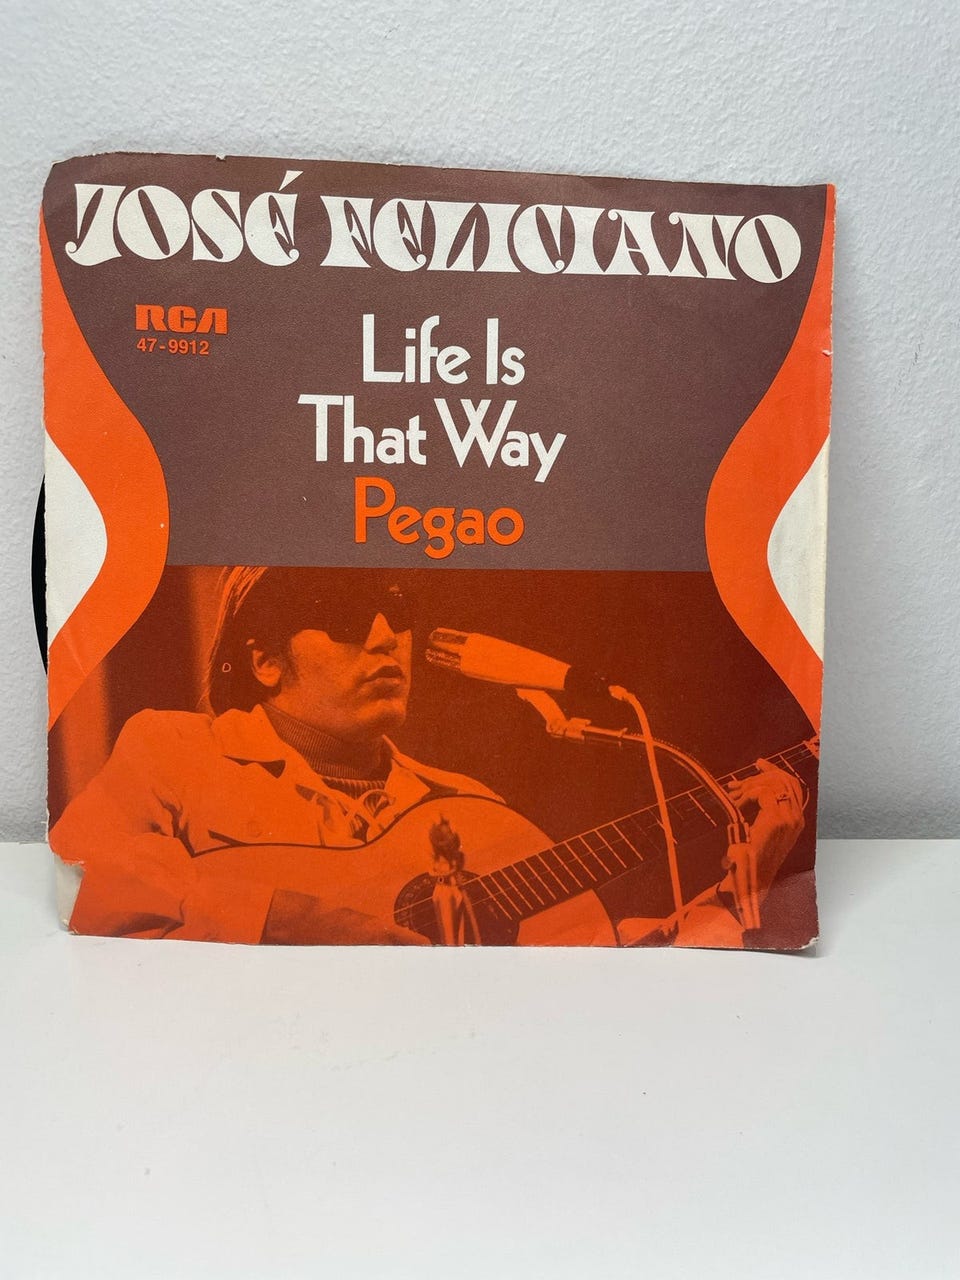 JOSÉ FELICIANO
RCA
47-9912
Life Is
That Way
Pegao
D